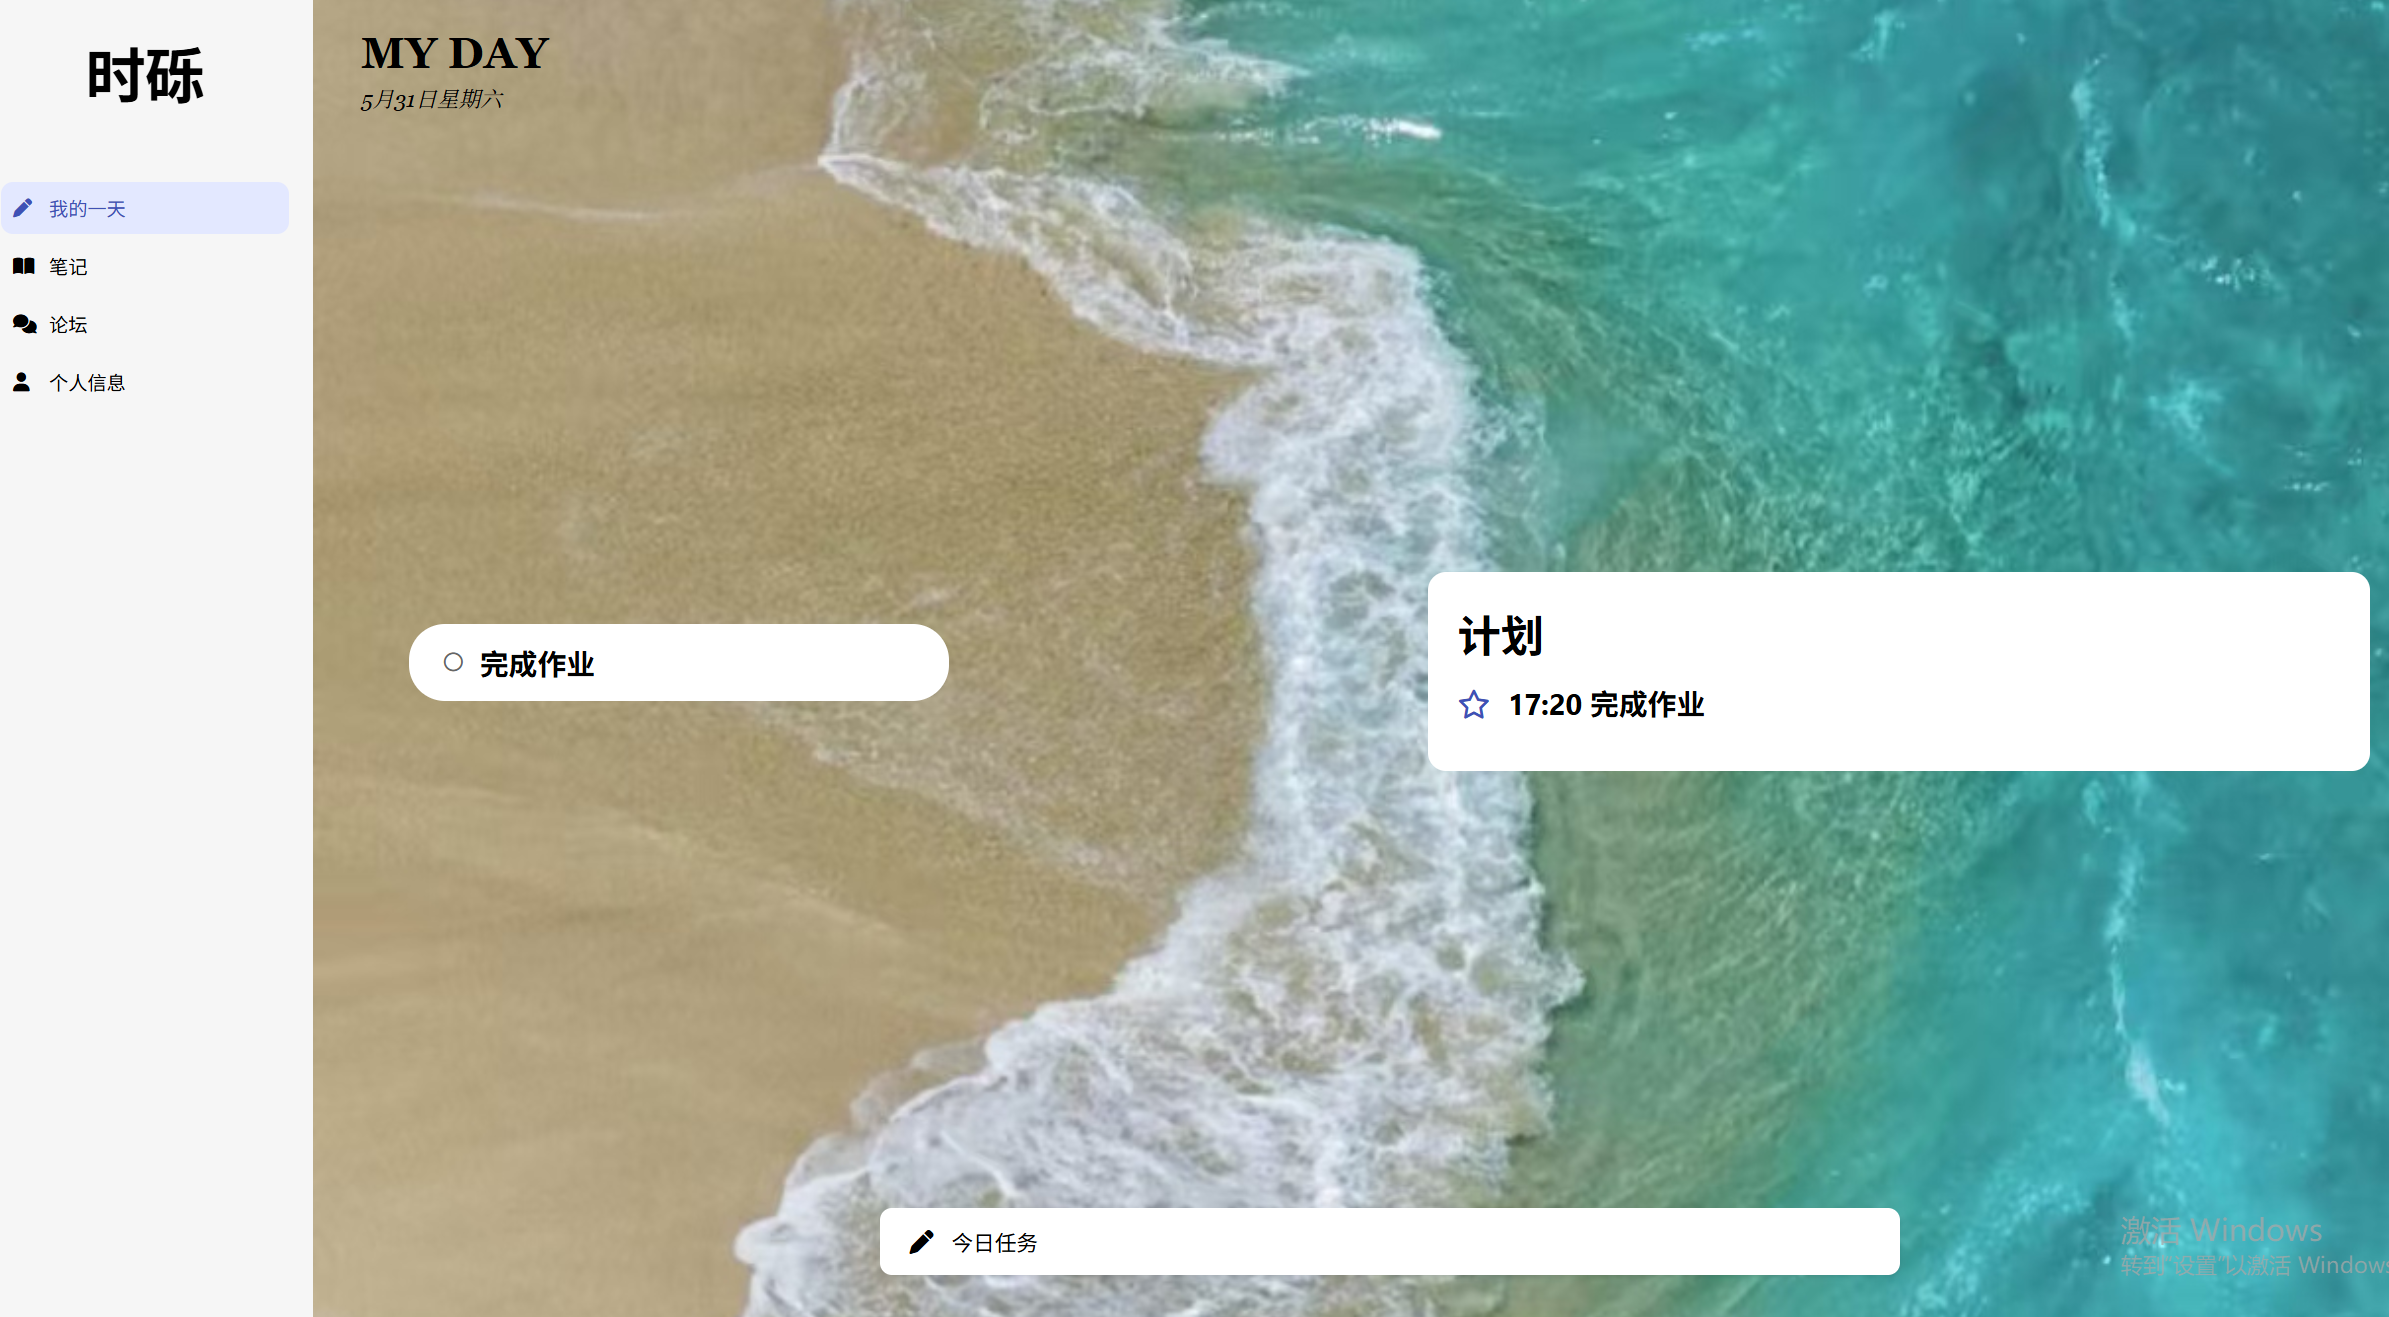 时砾
我的一天
笔记
论坛
个人信息
MY DAY
5月31日星期六
完成作业
计划
17:20 完成作业
今日任务
激活 Windows
转到"设置"以激活 Windows